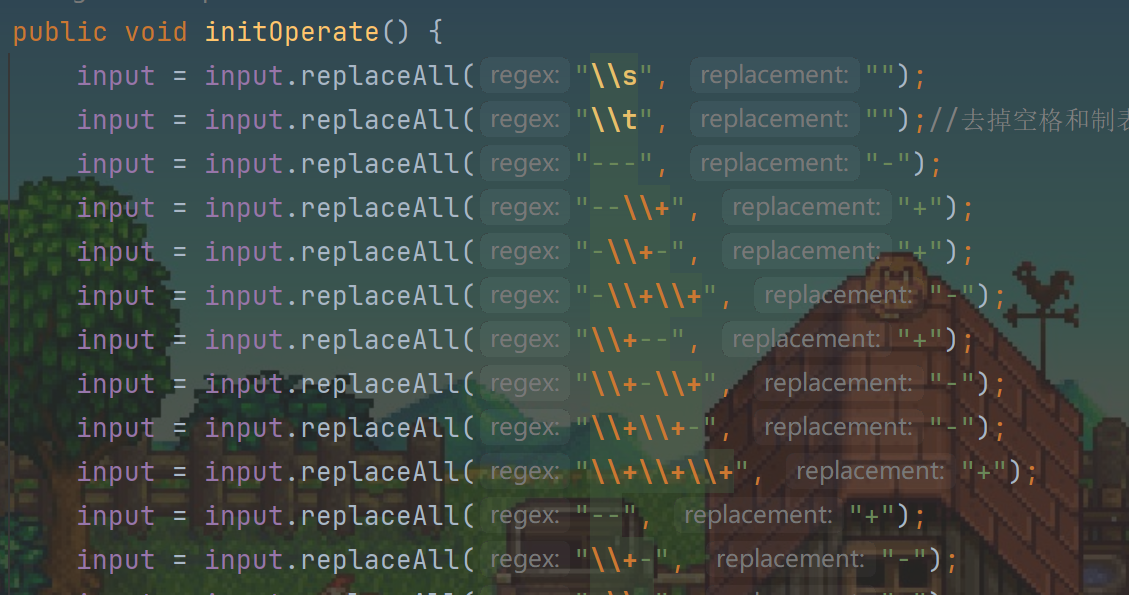 public void initOperate() {
input = input.replaceAll( regex: "\\s", replacement: "");
input = input.replaceAll( regex: "\\t", replacement: "");//去掉空格和制表
input = input.replaceAll( regex: "---", replacement: "-");
input = input.replaceAll( regex: "--\\+", replacement: "+");
input = input.replaceAll( regex: "-\\+-", replacement: "+");
input = input.replaceAll( regex: "-\\+\\+", replacement: "-");
input = input.replaceAll( regex: "\\+--", replacement: "+");
input = input.replaceAll( regex: "\\+-\\+", replacement: "-");
input = input.replaceAll( regex: "\\+\\+-", replacement: "-");
input = input.replaceAll( regex: "\\+\\+\\+", replacement: "+");
input = input.replaceAll( regex: "--", replacement: "+");
input = input.replaceAll( regex: "\\+-", replacement: "-");